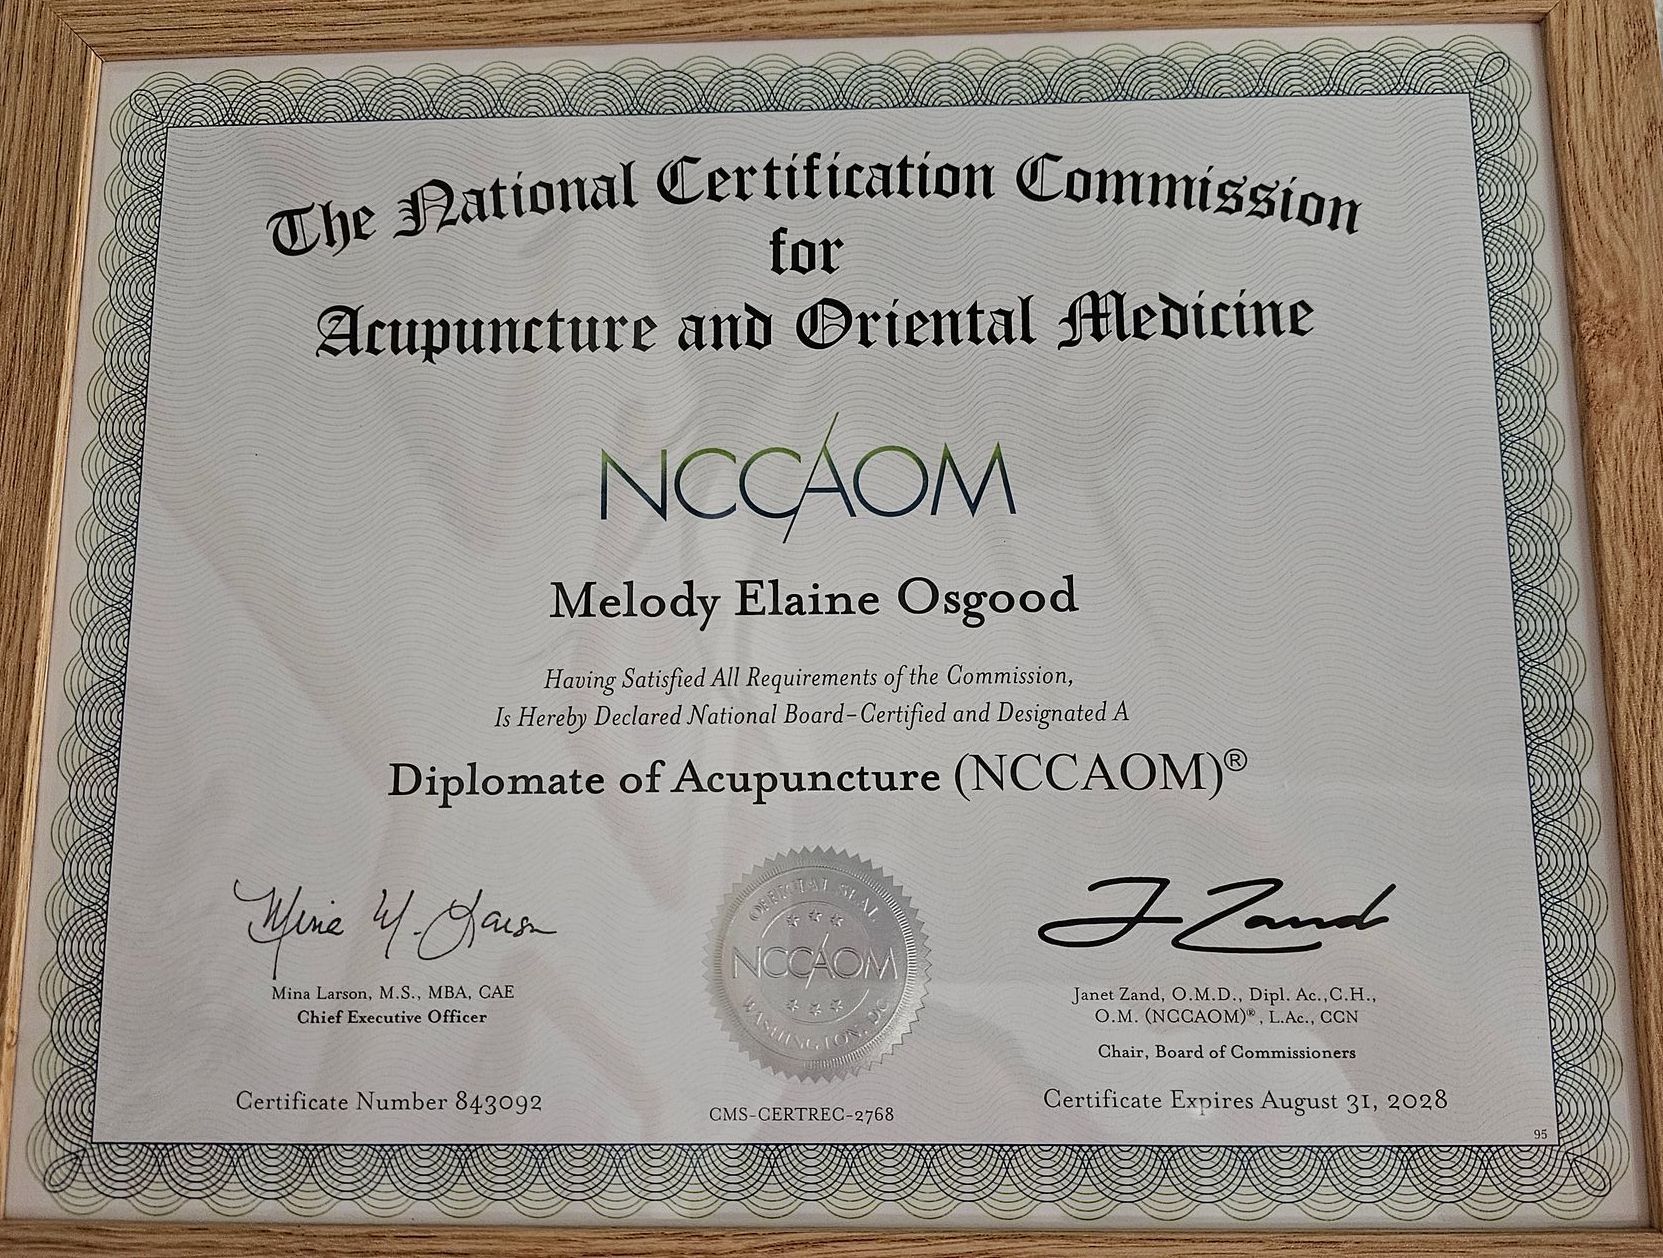 The National Certification Commission
for
Acupuncture and Oriental Medicine
NCCAOM
Melody Elaine Osgood
Having Satisfied All Requirements of the Commission,
Is Hereby Declared National Board-Certified and Designated A
Diplomate of Acupuncture (NCCAOM)®
Mina M. Larson
J Zand
OFFICIAL SEAL
NCCAOM
WASHINGTON, DC
Mina Larson, M.S., MBA, CAE
Chief Executive Officer
Janet Zand, O.M.D., Dipl. Ac.,C.H.,
O.M. (NCCAOM)®, L.Ac., CCN
Chair, Board of Commissioners
Certificate Number 843092
CMS-CERTREC-2768
Certificate Expires August 31, 2028
95